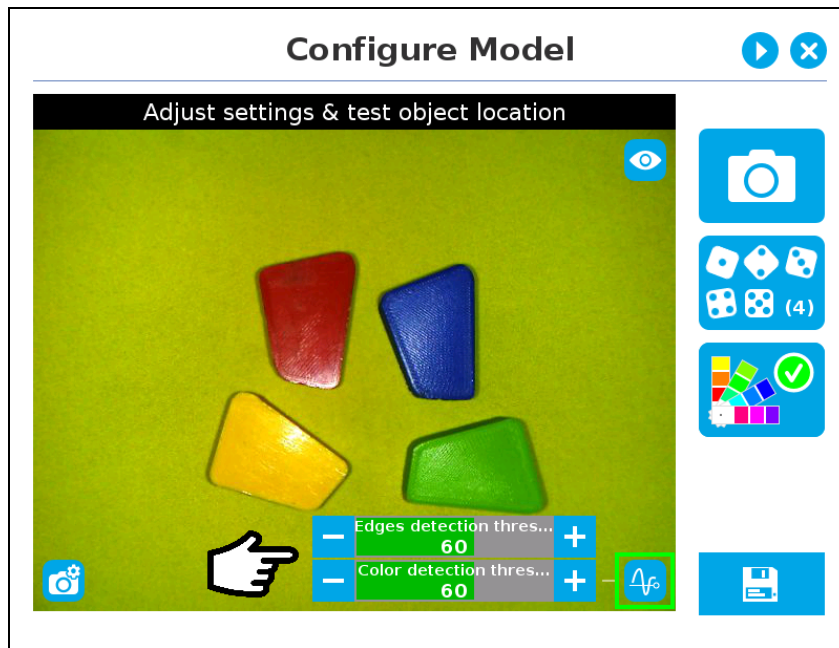 Configure Model
Adjust settings & test object location
(4)
Edges detection thres...
60
Color detection thres...
60